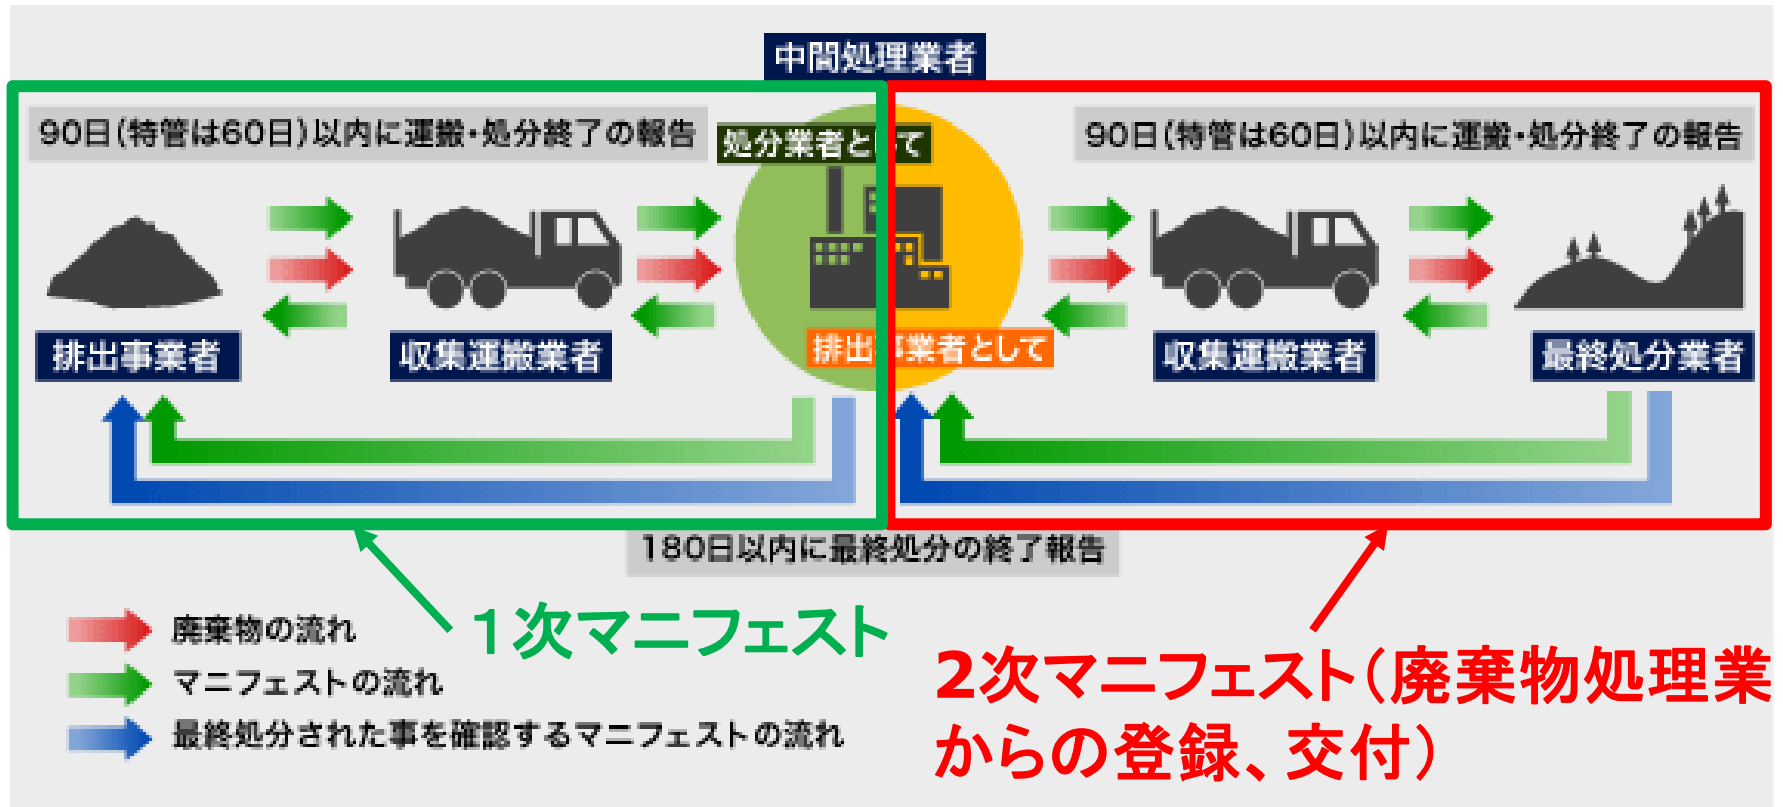 中間処理業者
90日(特管は60日)以内に運搬・処分終了の報告
処分業者として
90日(特管は60日)以内に運搬・処分終了の報告
排出事業者
収集運搬業者
排出事業者として
収集運搬業者
最終処分業者
180日以内に最終処分の終了報告
廃棄物の流れ
マニフェストの流れ
最終処分された事を確認するマニフェストの流れ
１次マニフェスト
2次マニフェスト（廃棄物処理業
からの登録、交付）